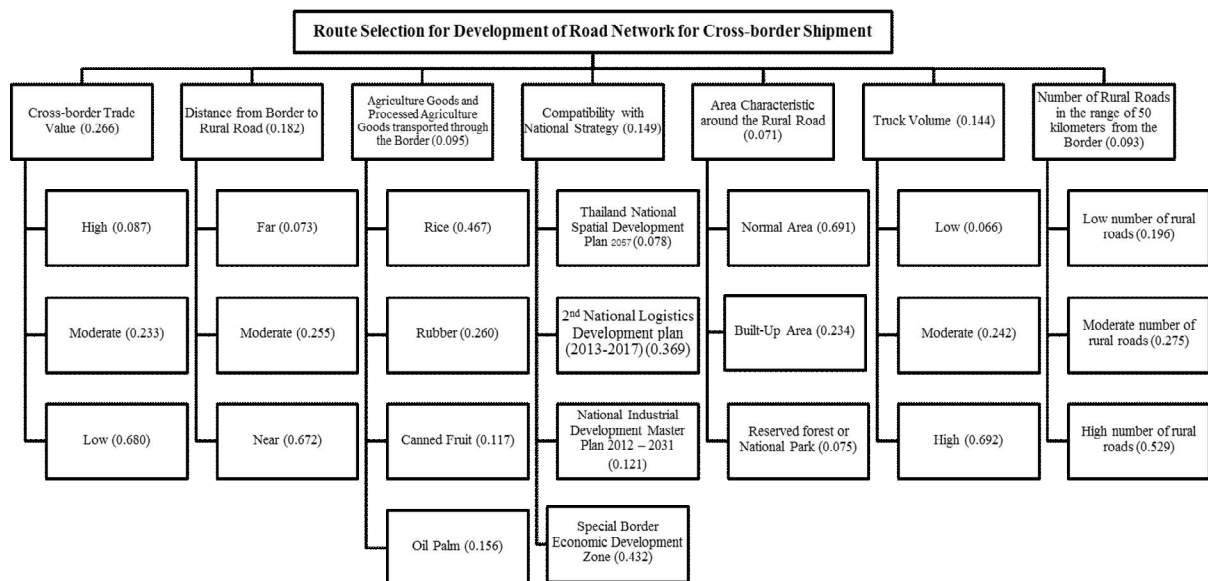 Route Selection for Development of Road Network for Cross-border Shipment
Cross-border Trade
Value (0.266)
Distance from Border to
Rural Road (0.182)
Agriculture Goods and
Processed Agriculture
Goods transported through
the Border (0.095)
Compatibility with
National Strategy (0.149)
Area Characteristic
around the Rural Road
(0.071)
Truck Volume (0.144)
Number of Rural Roads
in the range of 50
kilometers from the
Border (0.093)
High (0.087)
Far (0.073)
Rice (0.467)
Thailand National
Spatial Development
Plan 2057 (0.078)
Normal Area (0.691)
Low (0.066)
Low number of rural
roads (0.196)
Moderate (0.233)
Moderate (0.255)
Rubber (0.260)
2nd National Logistics
Development plan
(2013-2017) (0.369)
Built-Up Area (0.234)
Moderate (0.242)
Moderate number of
rural roads (0.275)
Low (0.680)
Near (0.672)
Canned Fruit (0.117)
National Industrial
Development Master
Plan 2012 – 2031
(0.121)
Reserved forest or
National Park (0.075)
High (0.692)
High number of rural
roads (0.529)
Oil Palm (0.156)
Special Border
Economic Development
Zone (0.432)